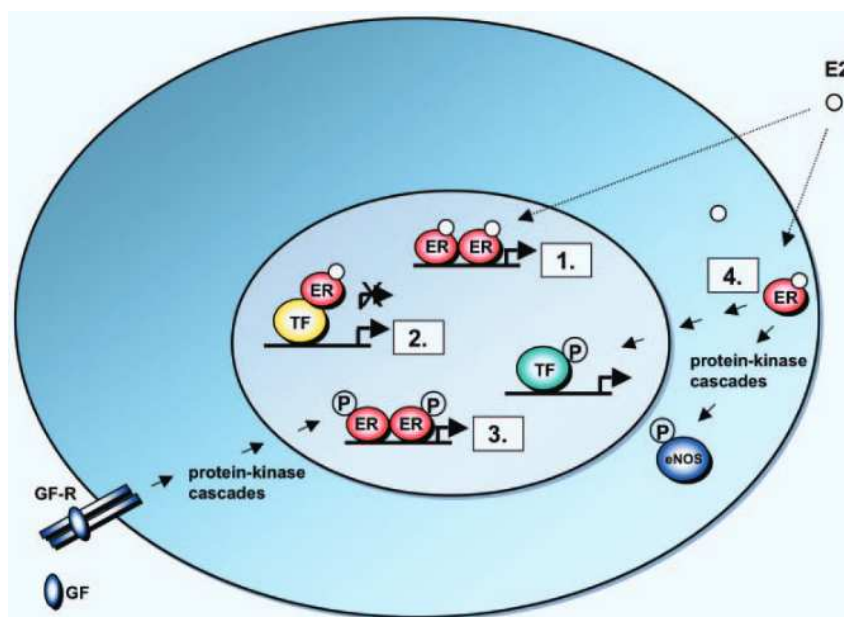 E2
ER ER
1.
ER
TF
2.
4.
ER
P
TF
protein-kinase
cascades
P P
ER ER
3.
P
eNOS
protein-kinase
cascades
GF-R
GF